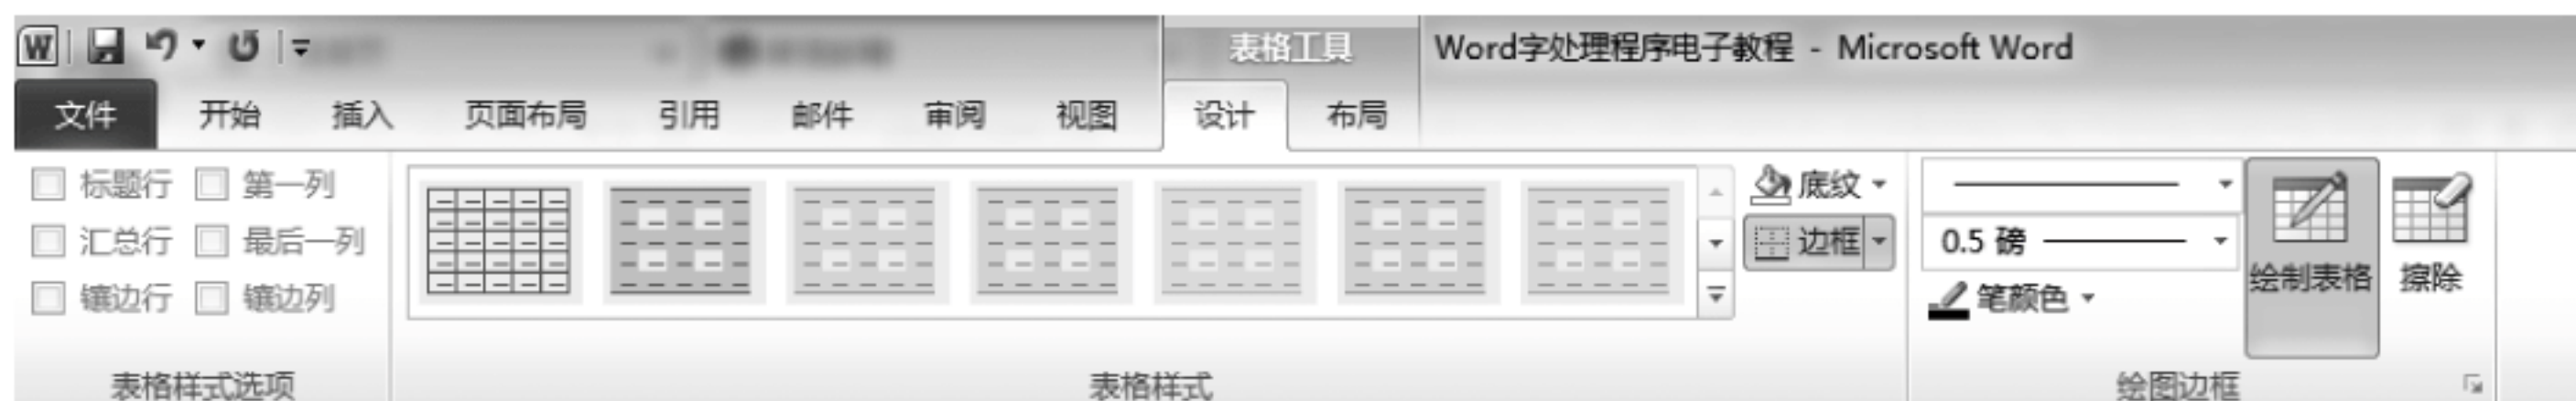 W 表格工具 Word字处理程序电子教程 - Microsoft Word
文件 开始 插入 页面布局 引用 邮件 审阅 视图 设计 布局
标题行 第一列 底纹
汇总行 最后一列 边框 0.5 磅
镶边行 镶边列 笔颜色 绘制表格 擦除
表格样式选项 表格样式 绘图边框